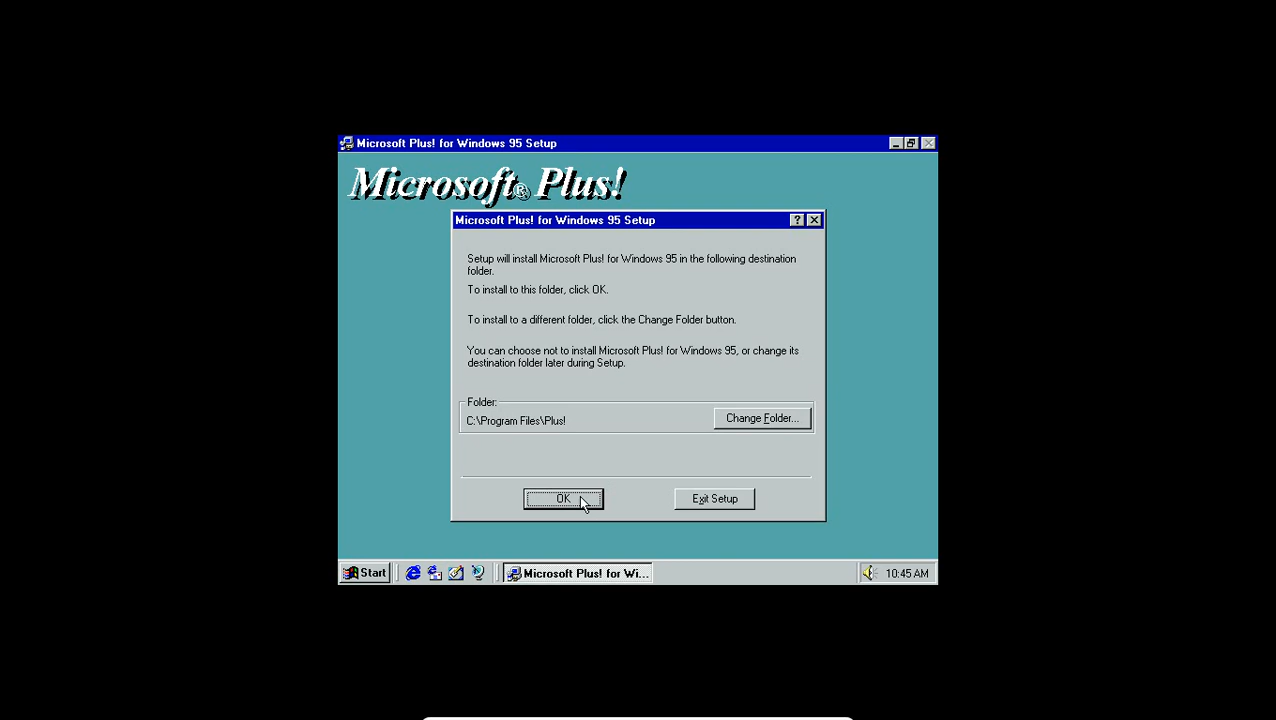 Microsoft Plus! for Windows 95 Setup
Microsoft® Plus!
Microsoft Plus! for Windows 95 Setup
Setup will install Microsoft Plus! for Windows 95 in the following destination
folder.
To install to this folder, click OK.
To install to a different folder, click the Change Folder button.
You can choose not to install Microsoft Plus! for Windows 95, or change its
destination folder later during Setup.
Folder:
C:\Program Files\Plus!
Change Folder...
OK
Exit Setup
Start
Microsoft Plus! for Wi...
10:45 AM